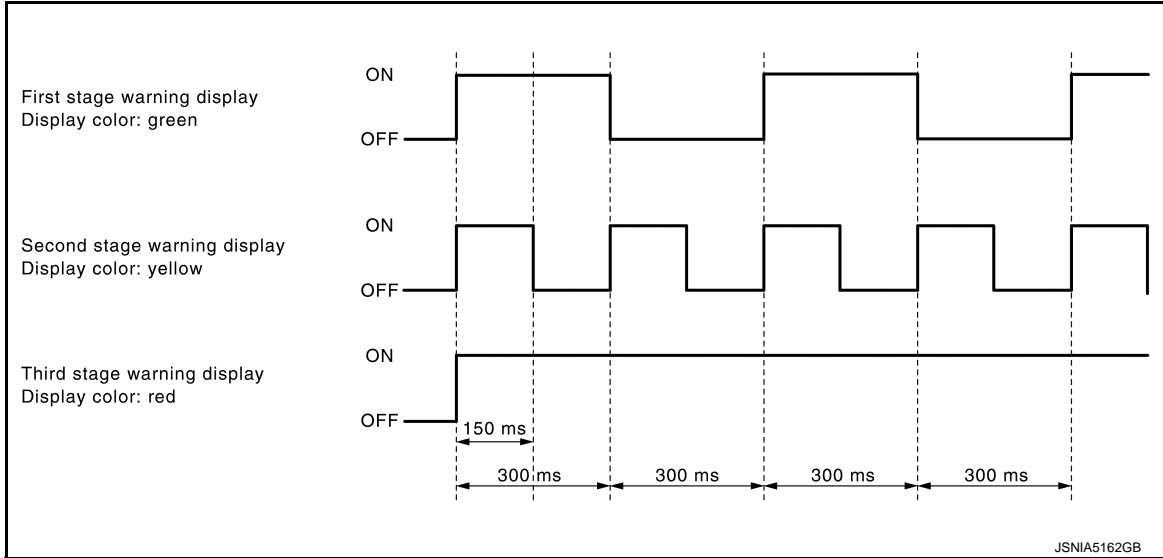 ON
First stage warning display
Display color: green
OFF
ON
Second stage warning display
Display color: yellow
OFF
ON
Third stage warning display
Display color: red
OFF
150 ms
300 ms 300 ms 300 ms 300 ms
JSNIA5162GB